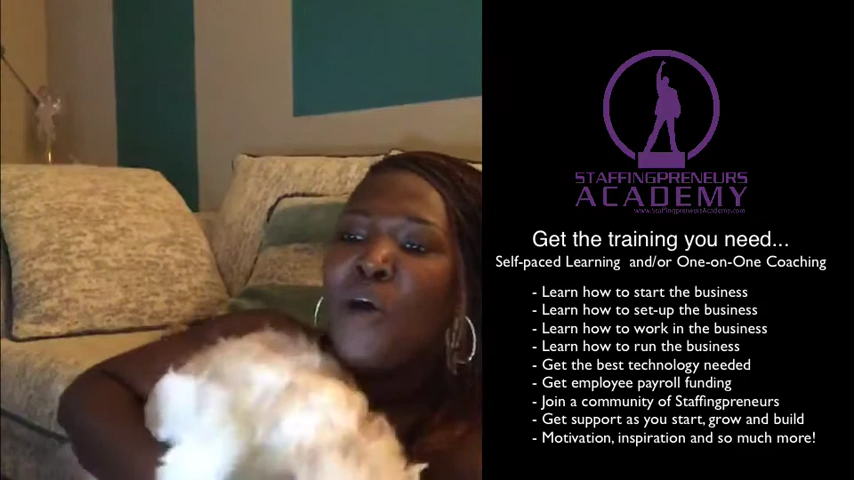 STAFFINGPRENEURS
ACADEMY
www.StaffingpreneursAcademy.com
Get the training you need...
Self-paced Learning and/or One-on-One Coaching
- Learn how to start the business
- Learn how to set-up the business
- Learn how to work in the business
- Learn how to run the business
- Get the best technology needed
- Get employee payroll funding
- Join a community of Staffingpreneurs
- Get support as you start, grow and build
- Motivation, inspiration and so much more!